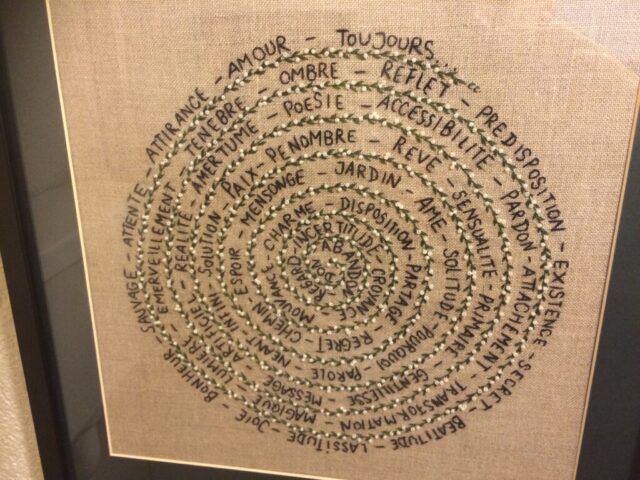 DON - ABANDON - REGARD - INCERTITUDE - CROYANCE - MOUVANCE - CHARME - DISPOSITION - PARTAGE - REGRET - CHEMIN - ESPOIR - MENSONGE - JARDIN - AME - SOLITUDE - POURQUOI - PAROLE - NEANT - INFINI - SOLUTION - PAIX - PENOMBRE - REVE - SENSUALITE - PRIMAIRE - GENTILLESSE - MESSAGE - ARTIFICIEL - REALITE - AMERTUME - POESIE - ACCESSIBILITE - PARDON - ATTACHEMENT - TRANSFORMATION - MAGIQUE - LUMIERE - EMERVEILLEMENT - TENEBRE - OMBRE - REFLET - PREDISPOSITION - EXISTENCE - SECRET - BEATITUDE - LASSITUDE - JOIE - BONHEUR - SAUVAGE - ATTENTE - ATTIRANCE - AMOUR - TOUJOURS...